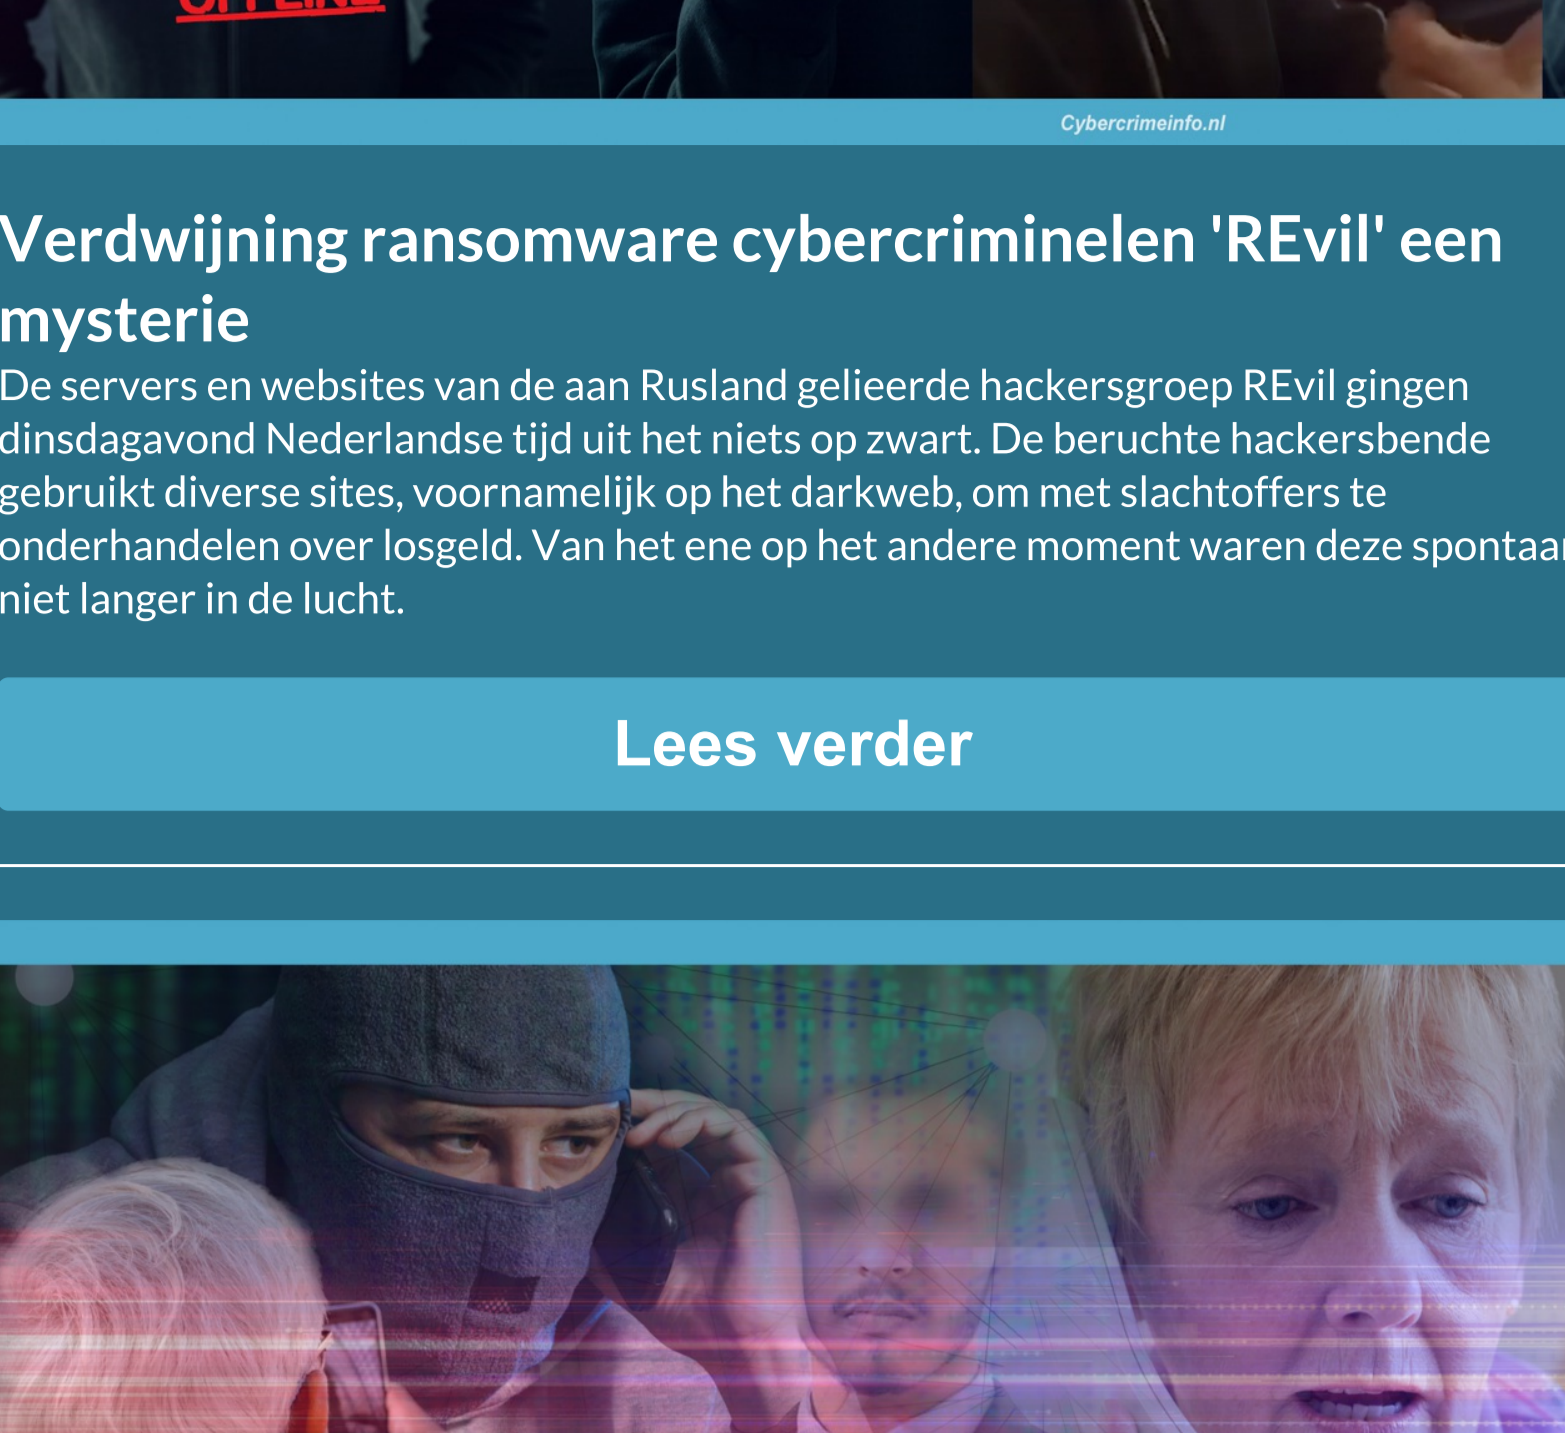 Cybercrimeinfo.nl
Verdwijning ransomware cybercriminelen 'REvil' een
mysterie
De servers en websites van de aan Rusland gelieerde hackersgroep REvil gingen
dinsdagavond Nederlandse tijd uit het niets op zwart. De beruchte hackersbende
gebruikt diverse sites, voornamelijk op het darkweb, om met slachtoffers te
onderhandelen over losgeld. Van het ene op het andere moment waren deze
niet langer in de lucht.
Lees verder